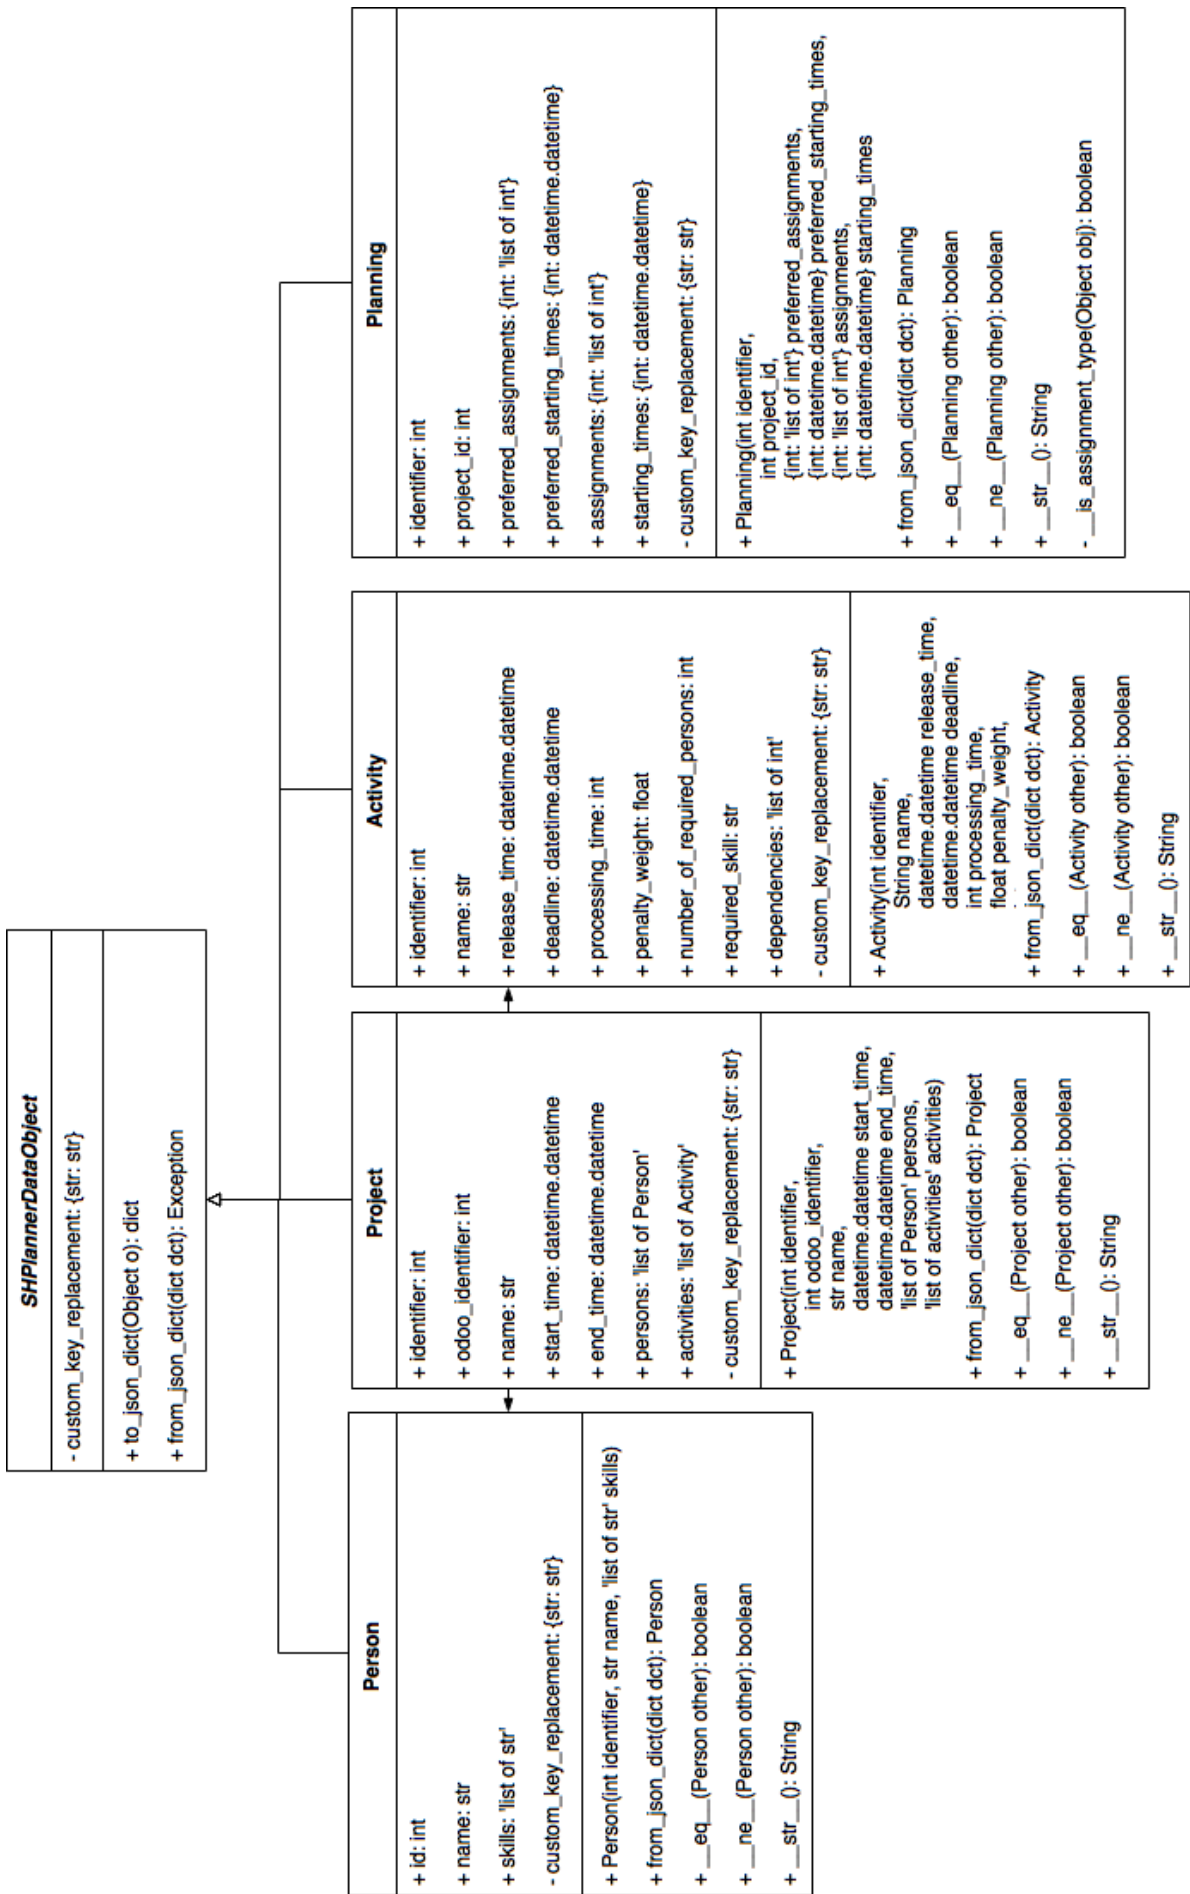 SHPlannerDataObject
- custom_key_replacement: {str: str}
+ to_json_dict(Object o): dict
+ from_json_dict(dict dct): Exception
Person
+ id: int
+ name: str
+ skills: 'list of str'
- custom_key_replacement: {str: str}
+ Person(int identifier, str name, 'list of str' skills)
+ from_json_dict(dict dct): Person
+ __eq__(Person other): boolean
+ __ne__(Person other): boolean
+ __str__(): String
Project
+ identifier: int
+ odoo_identifier: int
+ name: str
+ start_time: datetime.datetime
+ end_time: datetime.datetime
+ persons: 'list of Person'
+ activities: 'list of Activity'
- custom_key_replacement: {str: str}
+ Project(int identifier,
int odoo_identifier,
str name,
datetime.datetime start_time,
datetime.datetime end_time,
'list of Person' persons,
'list of activities' activities)
+ from_json_dict(dict dct): Project
+ __eq__(Project other): boolean
+ __ne__(Project other): boolean
+ __str__(): String
Activity
+ identifier: int
+ name: str
+ release_time: datetime.datetime
+ deadline: datetime.datetime
+ processing_time: int
+ penalty_weight: float
+ number_of_required_persons: int
+ required_skill: str
+ dependencies: 'list of int'
- custom_key_replacement: {str: str}
+ Activity(int identifier,
String name,
datetime.datetime release_time,
datetime.datetime deadline,
int processing_time,
float penalty_weight,
+ from_json_dict(dict dct): Activity
+ __eq__(Activity other): boolean
+ __ne__(Activity other): boolean
+ __str__(): String
Planning
+ identifier: int
+ project_id: int
+ preferred_assignments: {int: 'list of int'}
+ preferred_starting_times: {int: datetime.datetime}
+ assignments: {int: 'list of int'}
+ starting_times: {int: datetime.datetime}
- custom_key_replacement: {str: str}
+ Planning(int identifier,
int project_id,
{int: 'list of int'} preferred_assignments,
{int: datetime.datetime} preferred_starting_times,
{int: 'list of int'} assignments,
{int: datetime.datetime} starting_times
+ from_json_dict(dict dct): Planning
+ __eq__(Planning other): boolean
+ __ne__(Planning other): boolean
+ __str__(): String
- __is_assignment_type(Object obj): boolean